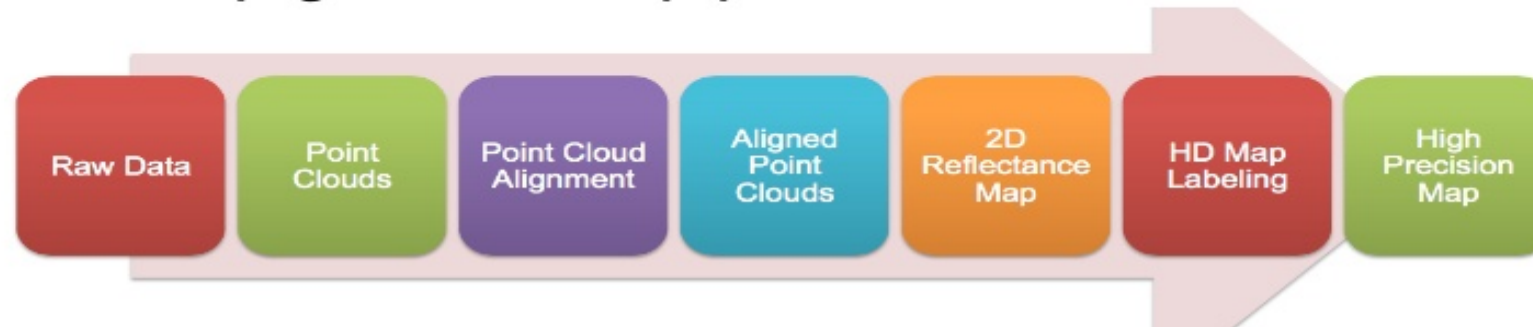 Raw Data
Point
Clouds
Point Cloud
Alignment
Aligned
Point
Clouds
2D
Reflectance
Map
HD Map
Labeling
High
Precision
Map